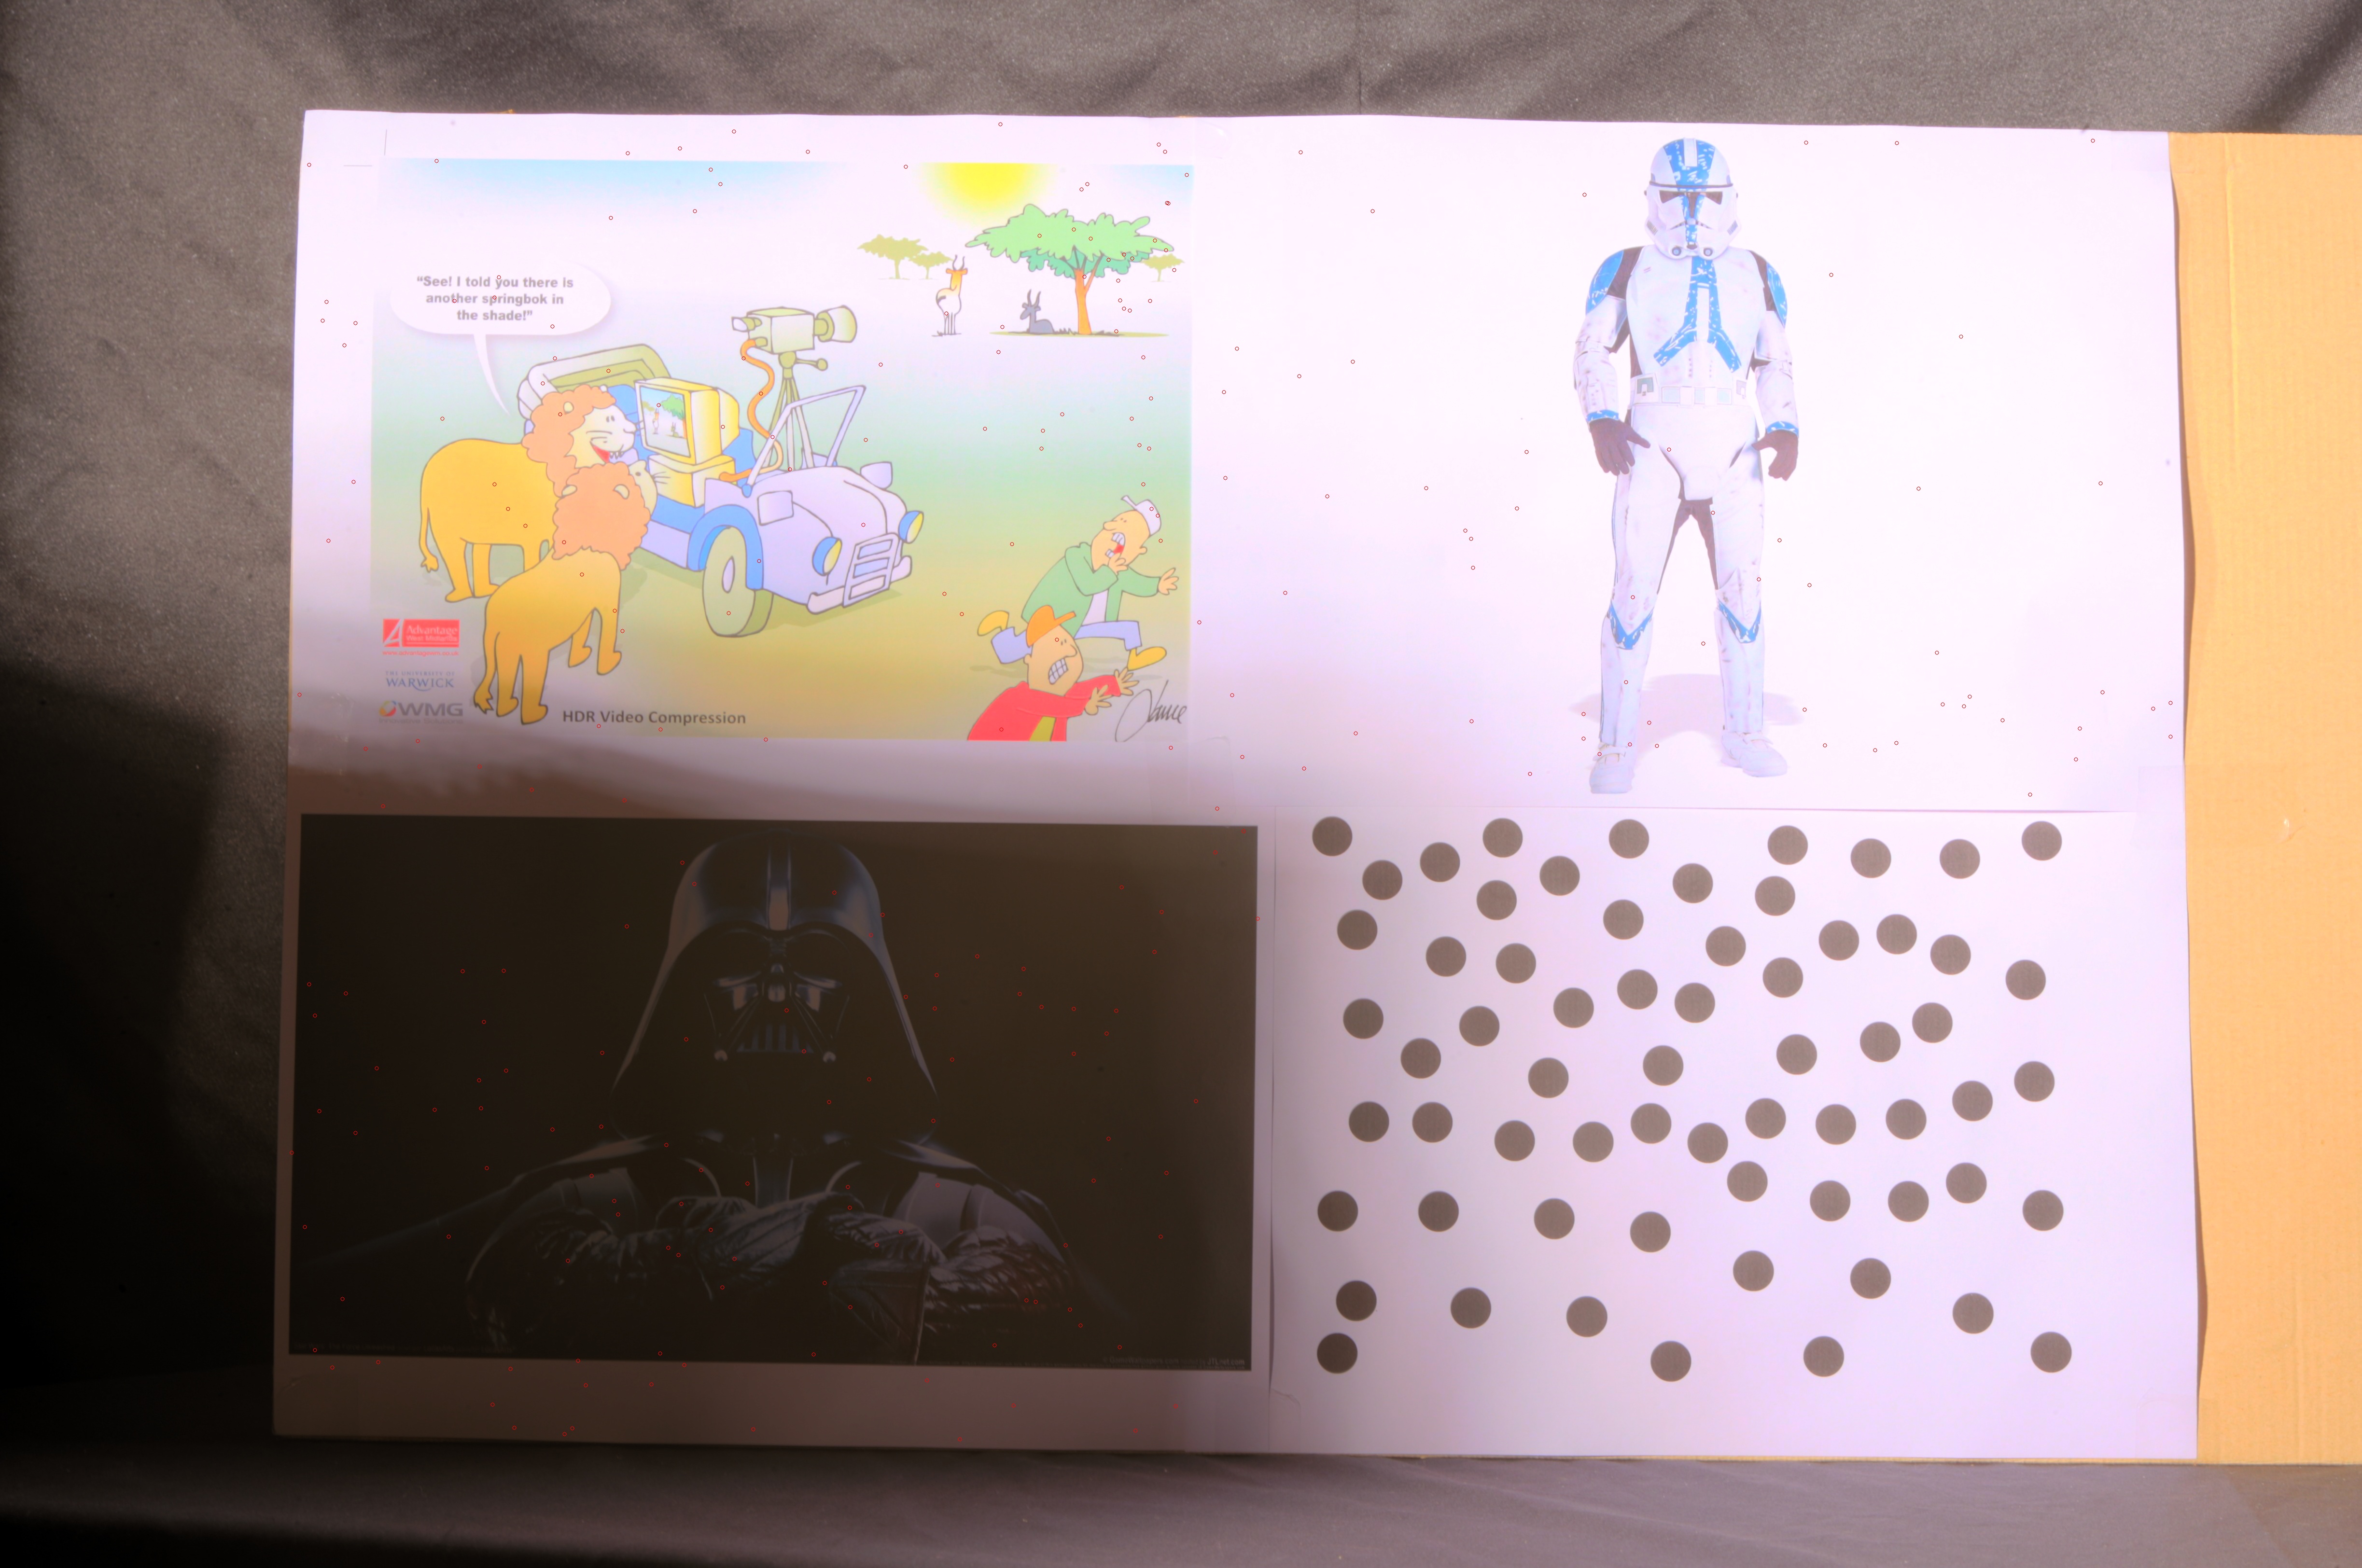 “See! I told you there is
another springbok in
the shade!”
Advantage
THE UNIVERSITY OF
WARWICK
WMG
HDR Video Compression